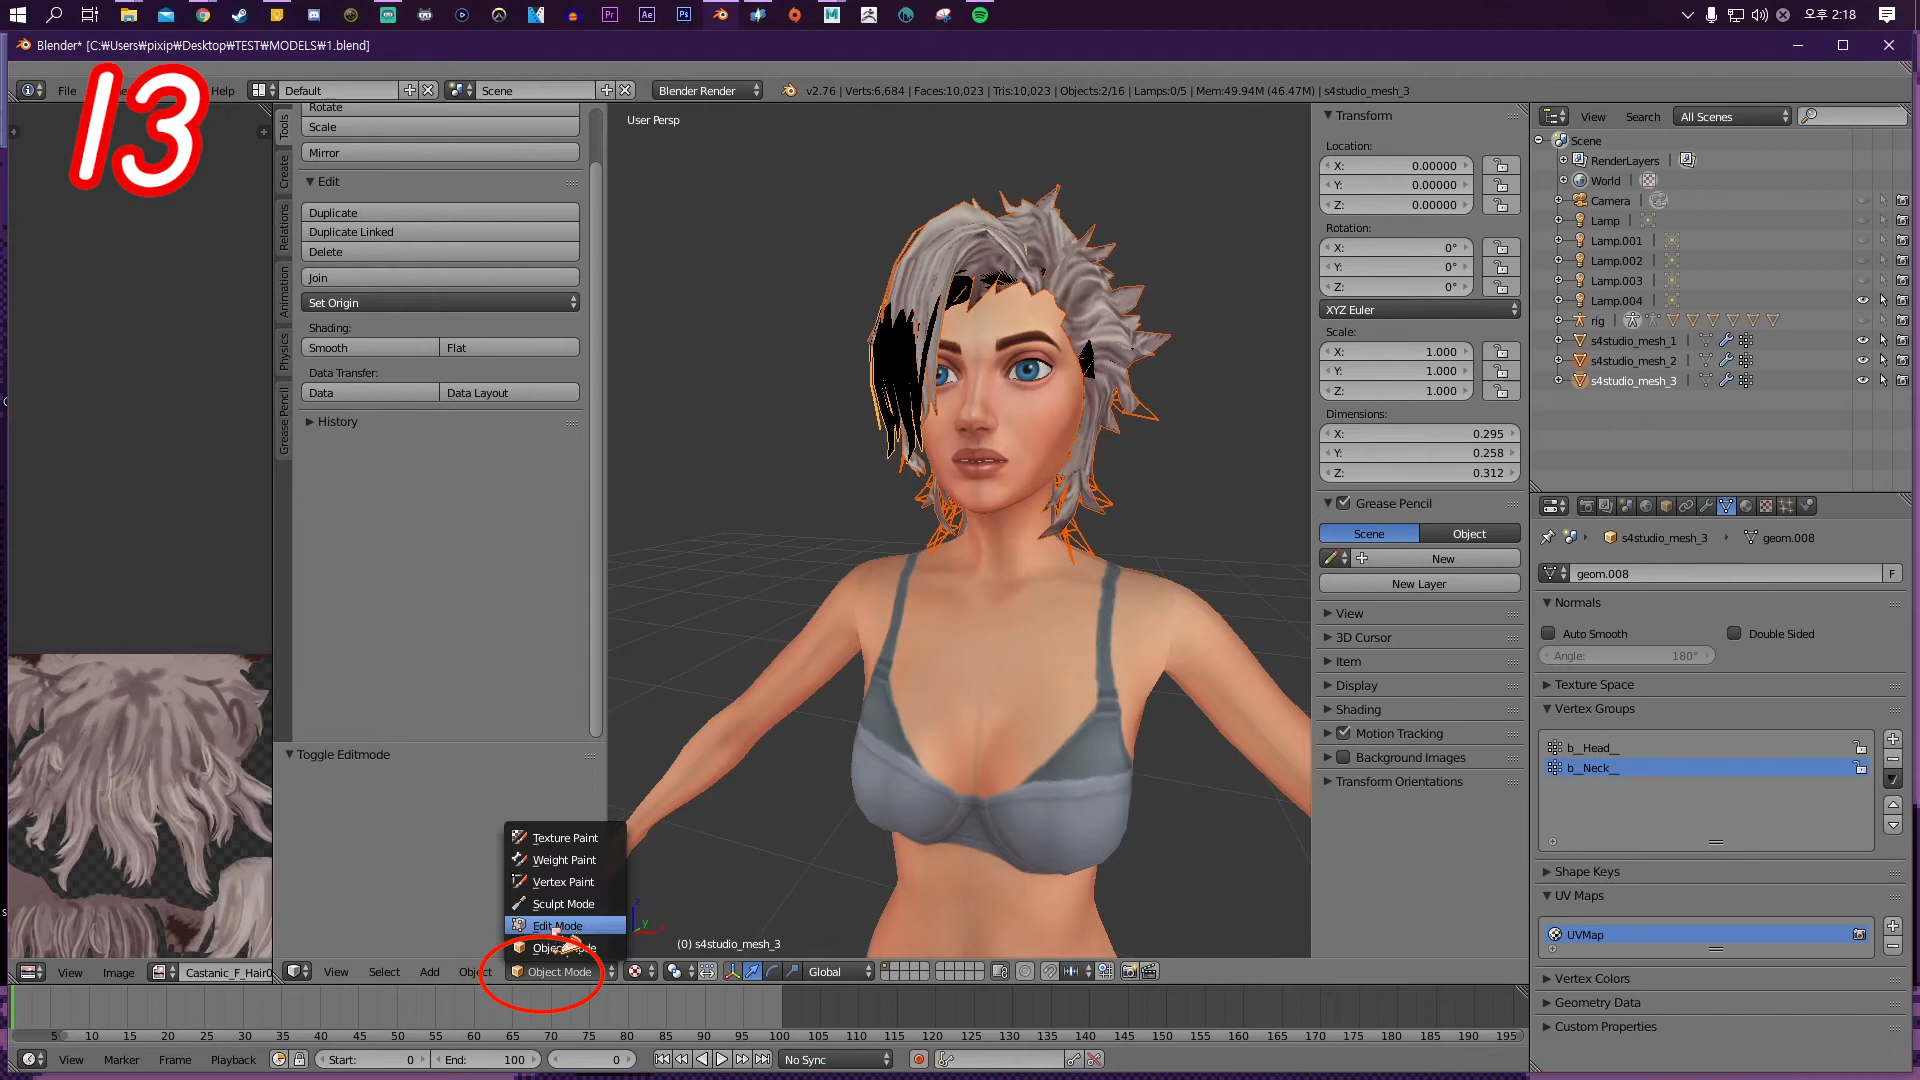 오후 2:18
Blender* [C:₩Users₩pixip₩Desktop₩TEST₩MODELS₩1.blend]
13
File
Help
Default
Scene
Blender Render
v2.76 | Verts:6,684 | Faces:10,023 | Tris:10,023 | Objects:2/16 | Lamps:0/5 | Mem:49.94M (46.47M) | s4studio_mesh_3
Tools
Create
Relations
Animation
Physics
Grease Pencil
Rotate
Scale
Mirror
Edit
Duplicate
Duplicate Linked
Delete
Join
Set Origin
Shading:
Smooth
Flat
Data Transfer:
Data
Data Layout
History
Toggle Editmode
User Persp
Texture Paint
Weight Paint
Vertex Paint
Sculpt Mode
Edit Mode
Object Mode
(0) s4studio_mesh_3
Transform
Location:
X: 0.00000
Y: 0.00000
Z: 0.00000
Rotation:
X: 0°
Y: 0°
Z: 0°
XYZ Euler
Scale:
X: 1.000
Y: 1.000
Z: 1.000
Dimensions:
X: 0.295
Y: 0.258
Z: 0.312
Grease Pencil
Scene
Object
New
New Layer
View
3D Cursor
Item
Display
Shading
Motion Tracking
Background Images
Transform Orientations
View
Search
All Scenes
Scene
RenderLayers
World
Camera
Lamp
Lamp.001
Lamp.002
Lamp.003
Lamp.004
rig
s4studio_mesh_1
s4studio_mesh_2
s4studio_mesh_3
s4studio_mesh_3
geom.008
geom.008
F
Normals
Auto Smooth
Double Sided
Angle: 180°
Texture Space
Vertex Groups
b__Head__
b__Neck__
Shape Keys
UV Maps
UVMap
Vertex Colors
Geometry Data
Custom Properties
View
Image
Castanic_F_Hair0
View
Select
Add
Object
Object Mode
Global
5 10 15 20 25 30 35 40 45 50 55 60 65 70 75 80 85 90 95 100 105 110 115 120 125 130 135 140 145 150 155 160 165 170 175 180 185 190 195
View
Marker
Frame
Playback
Start: 0
End: 100
0
No Sync